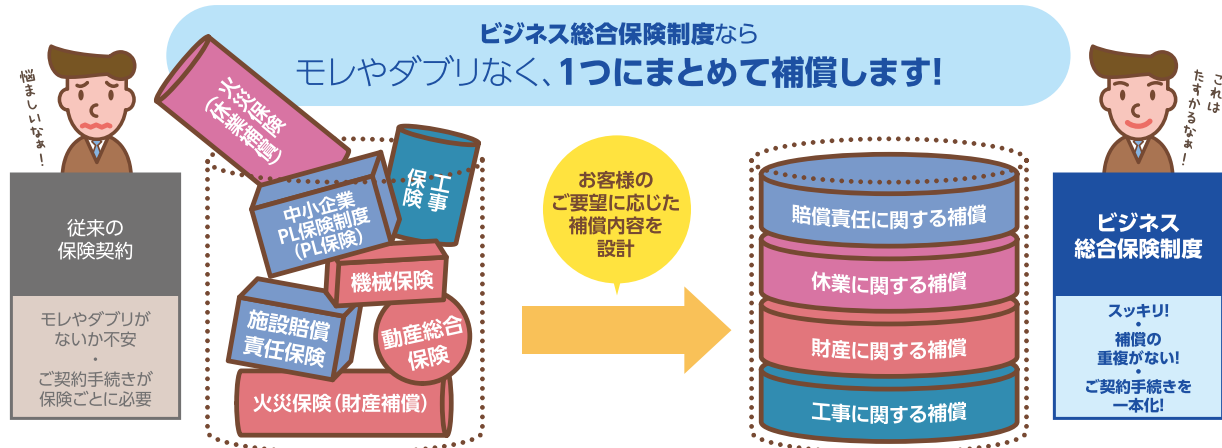 ビジネス総合保険制度なら
モレやダブりなく、1つにまとめて補償します!
悩ましいなぁ!
従来の
保険契約
モレやダブりが
ないか不安
・
ご契約手続きが
保険ごとに必要
火災保険
(休業補償)
工事
保険
中小企業
PL保険制度
(PL保険)
機械保険
施設賠償
責任保険
動産総合
保険
火災保険(財産補償)
お客様の
ご要望に応じた
補償内容を
設計
賠償責任に関する補償
休業に関する補償
財産に関する補償
工事に関する補償
これは
たすかるなぁ!
ビジネス
総合保険制度
スッキリ!
・
補償の
重複がない!
・
ご契約手続きを
一本化!